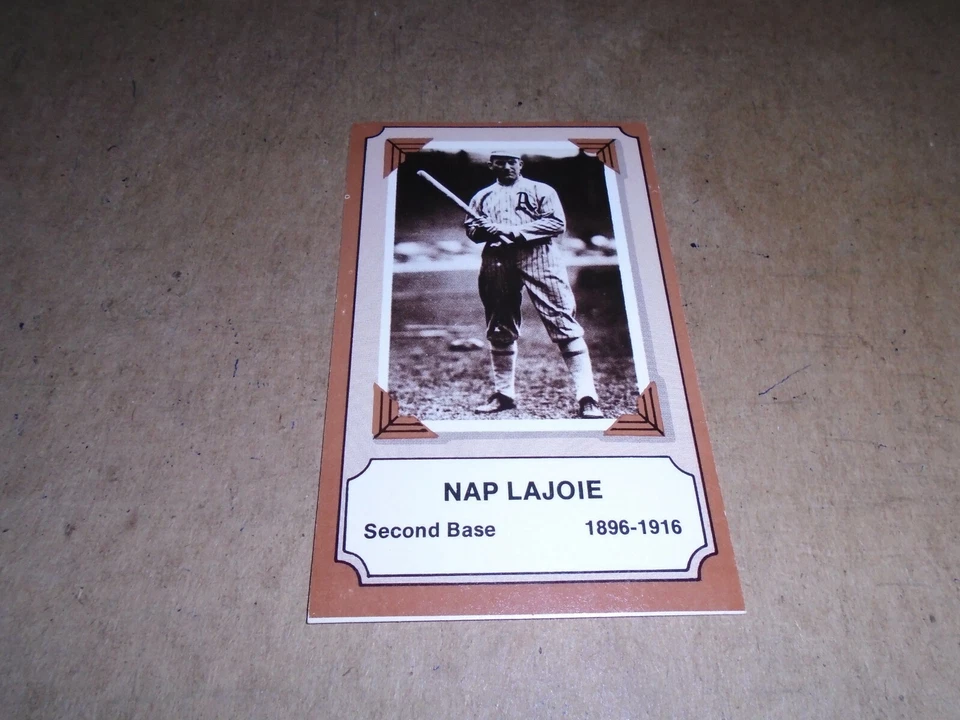 A
NAP LAJOIE
Second Base 1896-1916